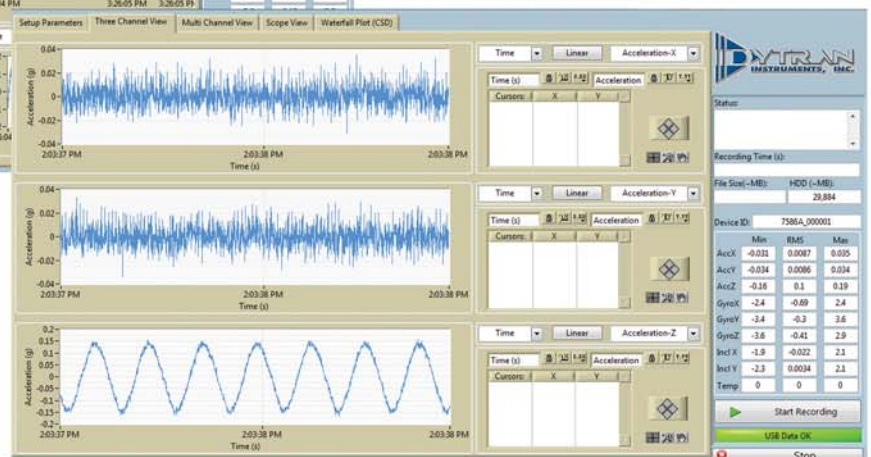 4 PM 3:26:05 PM 3:26:05 PM
Setup Parameters Three Channel View Multi Channel View Scope View Waterfall Plot (CSD)
DYTRAN
INSTRUMENTS, INC.
Acceleration (g)
0.04
0.02
0
-0.02
-0.04
2:03:37 PM 2:03:38 PM 2:03:38 PM
Time (s)
Time Linear Acceleration-X
Time (s) Acceleration
Cursors: X Y
Acceleration (g)
0.04
0.02
0
-0.02
-0.04
2:03:37 PM 2:03:38 PM 2:03:38 PM
Time (s)
Time Linear Acceleration-Y
Time (s) Acceleration
Cursors: X Y
Acceleration (g)
0.2
0.15
0.1
0.05
0
-0.05
-0.1
-0.15
-0.2
2:03:37 PM 2:03:38 PM 2:03:38 PM
Time (s)
Time Linear Acceleration-Z
Time (s) Acceleration
Cursors: X Y
Status:
Recording Time (s):
File Size(~MB): HDD (~MB):
29,884
Device ID: 7586A_000001
Min RMS Max
AccX -0.031 0.0087 0.035
AccY -0.034 0.0086 0.034
AccZ -0.16 0.1 0.19
GyroX -2.4 -0.69 2.4
GyroY -3.4 -0.3 3.6
GyroZ -3.6 -0.41 2.9
Incl X -1.9 -0.022 2.1
Incl Y -2.3 0.0034 2.1
Temp 0 0 0
Start Recording
USB Data OK
Stop